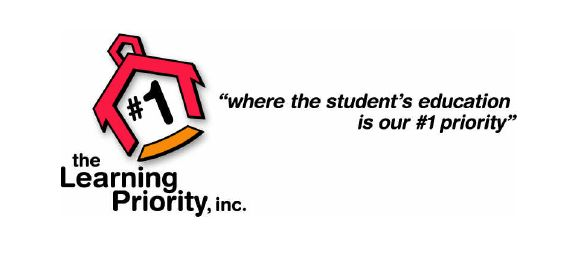 #1
"where the student's education
is our #1 priority"
the
Learning
Priority, inc.